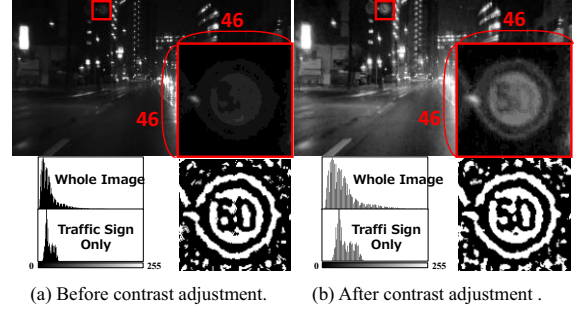 46
46
Whole Image
Traffic Sign
Only
0 255
(a) Before contrast adjustment.
46
46
Whole Image
Traffi Sign
Only
0 255
(b) After contrast adjustment .